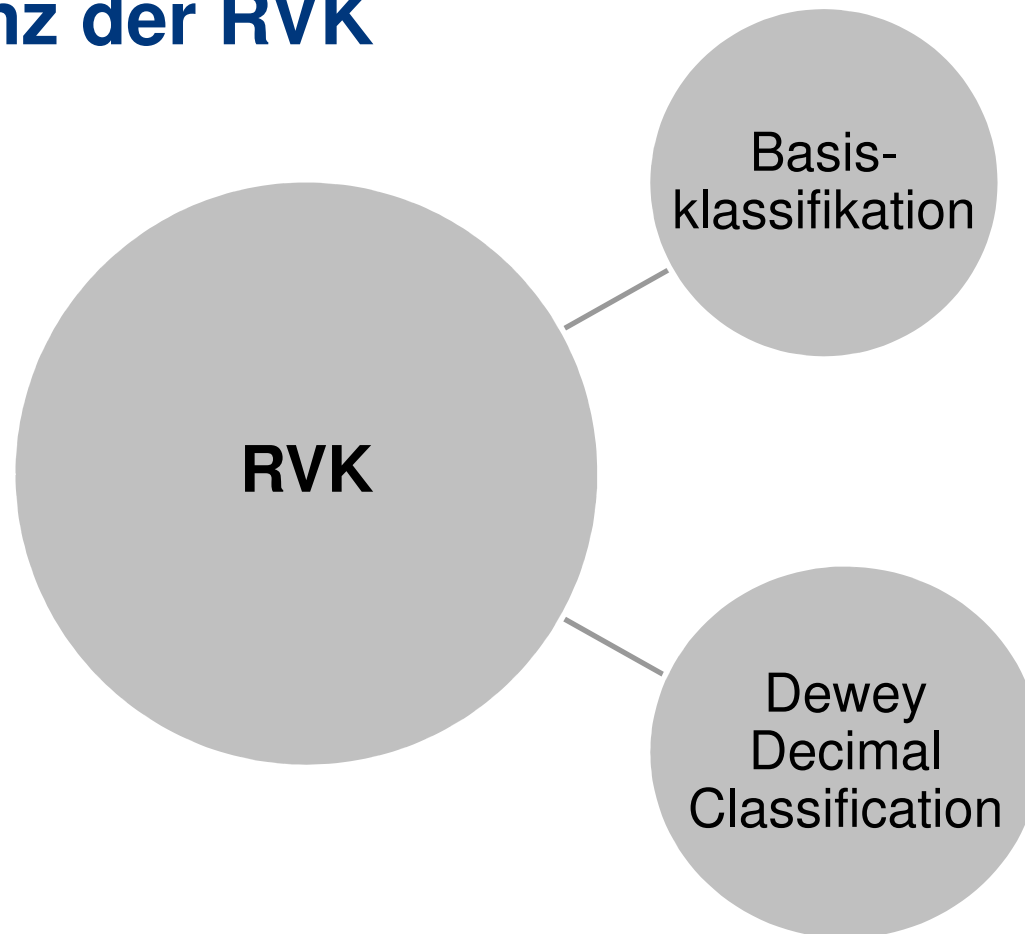 nz der RVK
Basis-
klassifikation
RVK
Dewey
Decimal
Classification